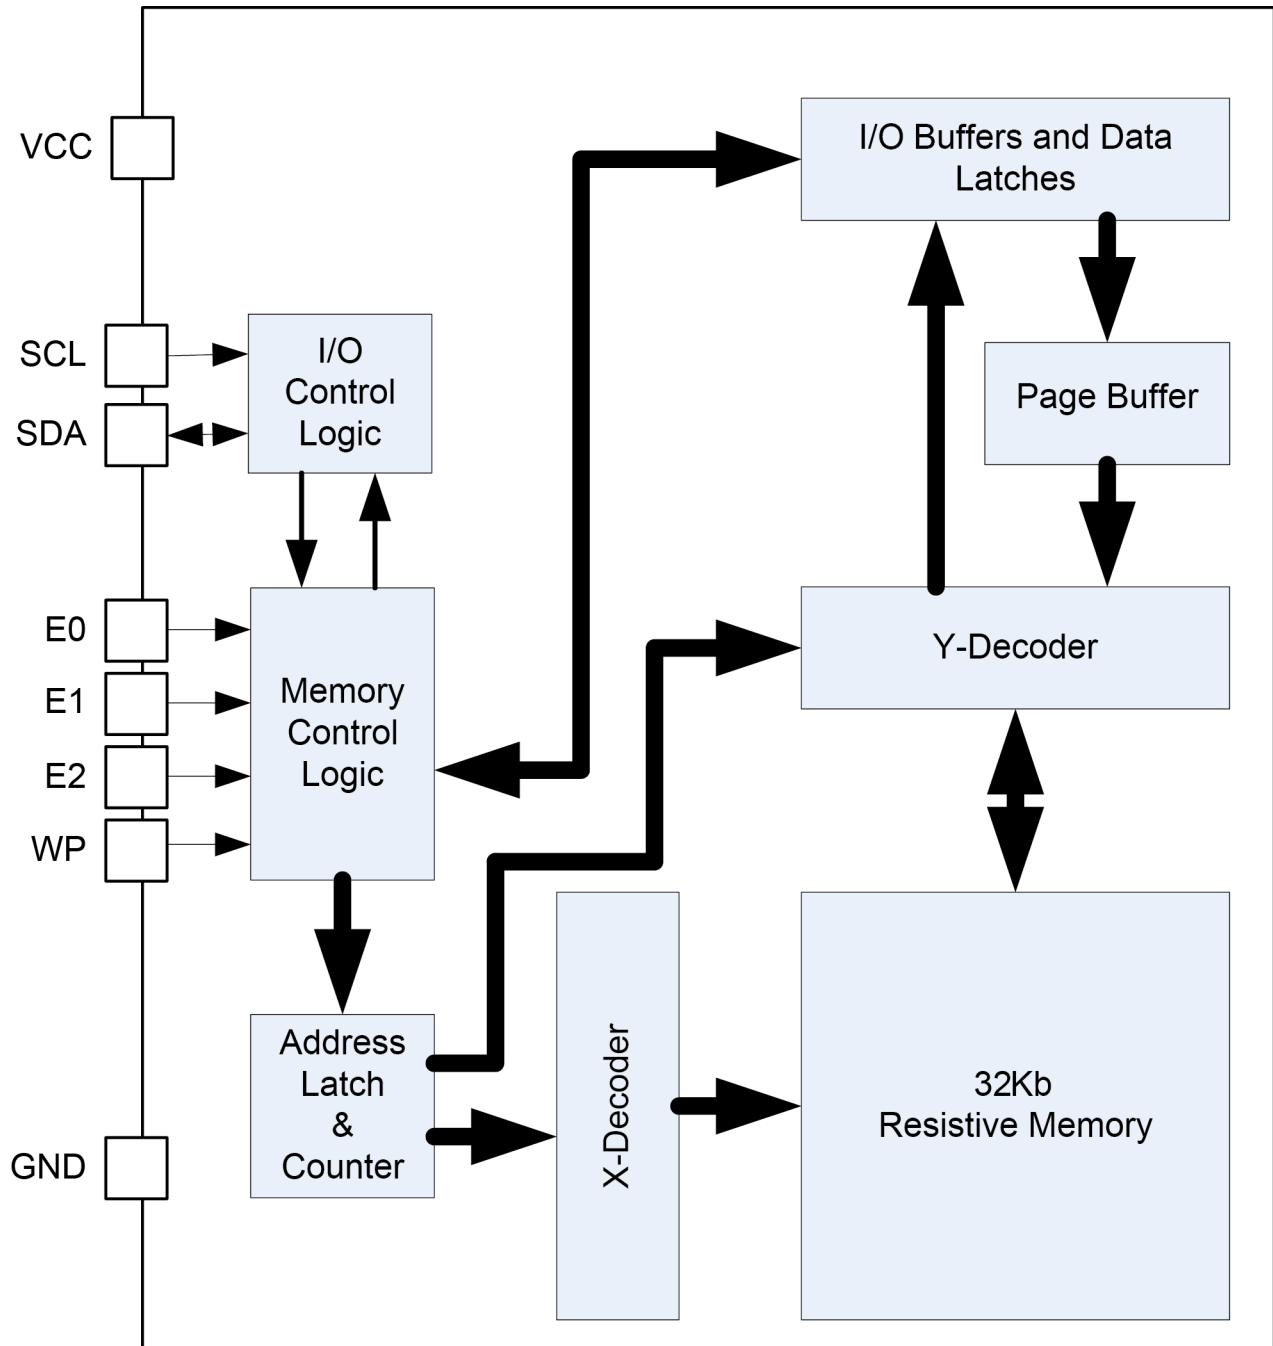 VCC
I/O Buffers and Data
Latches
SCL
I/O
Control
Logic
SDA
Page Buffer
E0
E1
E2
WP
Memory
Control
Logic
Y-Decoder
Address
Latch
&
Counter
X-Decoder
32Kb
Resistive Memory
GND